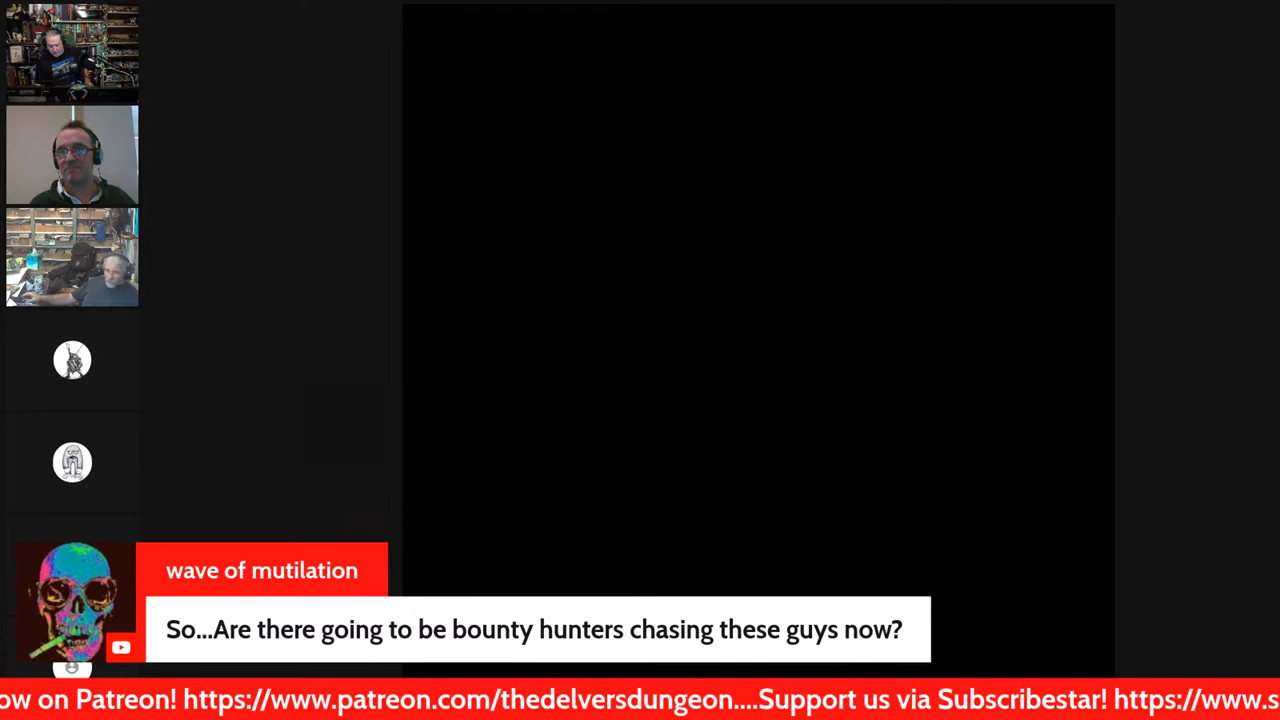 wave of mutilation
So...Are there going to be bounty hunters chasing these guys now?
ow on Patreon! https://www.patreon.com/thedelversdungeon....Support us via Subscribestar! https://www.s